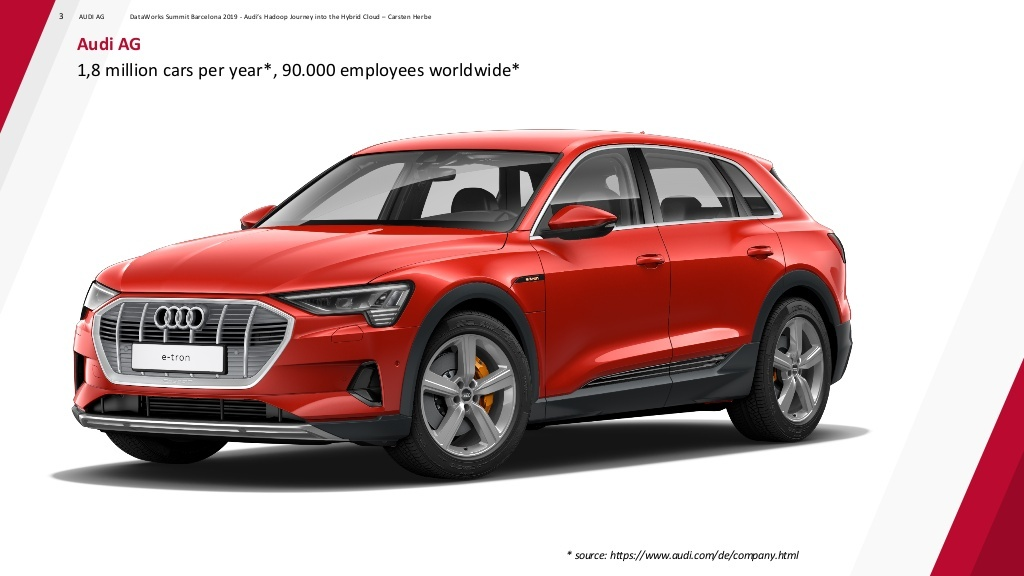 3 AUDI AG DataWorks Summit Barcelona 2019 - Audi's Hadoop Journey into the Hybrid Cloud – Carsten Herbe
Audi AG
1,8 million cars per year*, 90.000 employees worldwide*
e-tron
* source: https://www.audi.com/de/company.html